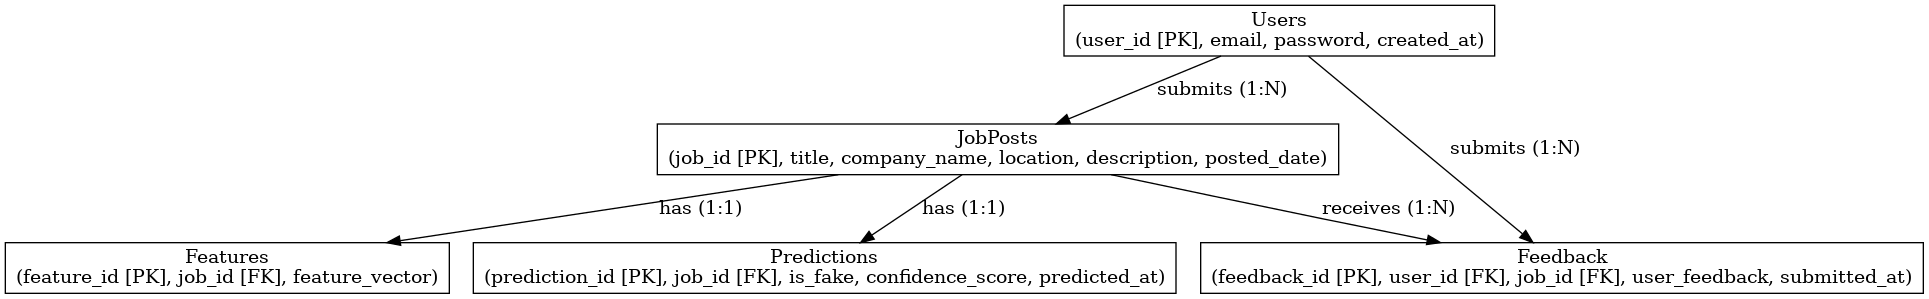 Users
(user_id [PK], email, password, created_at)
submits (1:N)
JobPosts
(job_id [PK], title, company_name, location, description, posted_date)
submits (1:N)
has (1:1)
has (1:1)
receives (1:N)
Features
(feature_id [PK], job_id [FK], feature_vector)
Predictions
(prediction_id [PK], job_id [FK], is_fake, confidence_score, predicted_at)
Feedback
(feedback_id [PK], user_id [FK], job_id [FK], user_feedback, submitted_at)